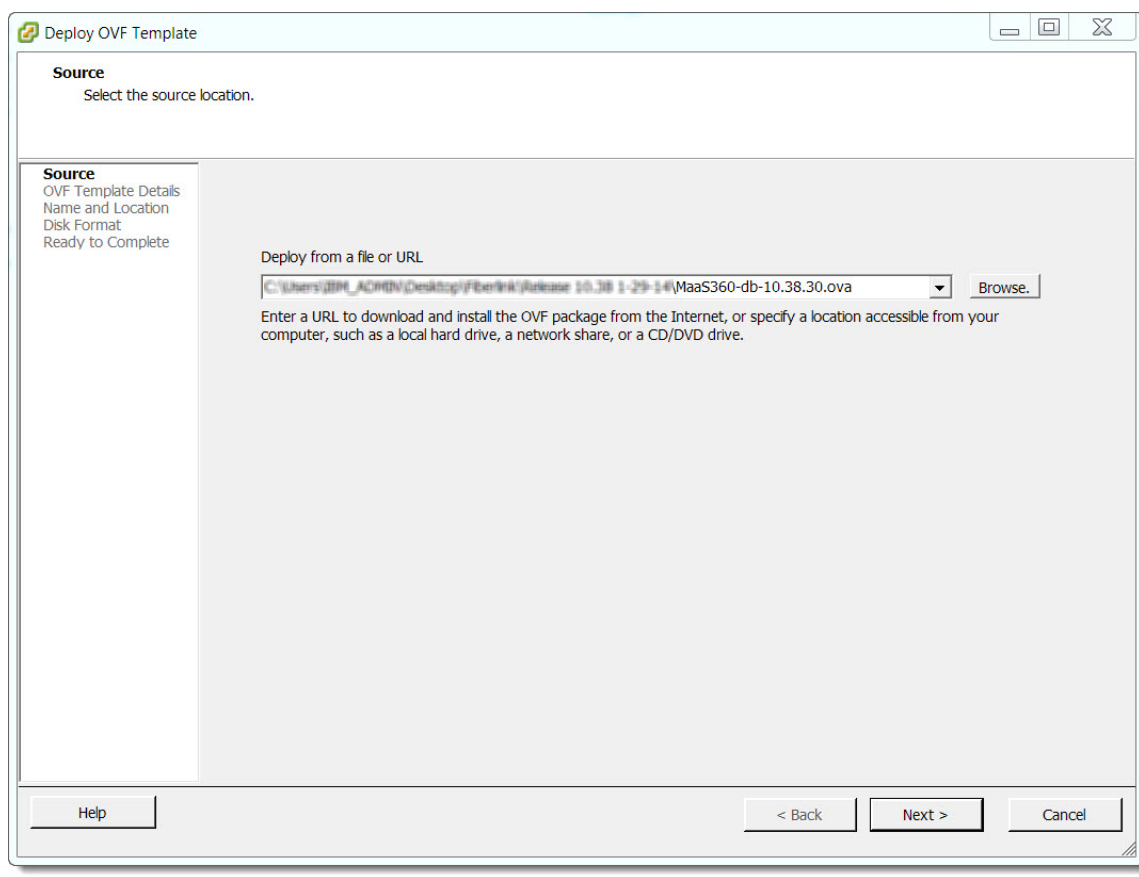 Deploy OVF Template
Source
Select the source location.
Source
OVF Template Details
Name and Location
Disk Format
Ready to Complete
Deploy from a file or URL
\MaaS360-db-10.38.30.ova
Browse.
Enter a URL to download and install the OVF package from the Internet, or specify a location accessible from your
computer, such as a local hard drive, a network share, or a CD/DVD drive.
Help
< Back
Next >
Cancel